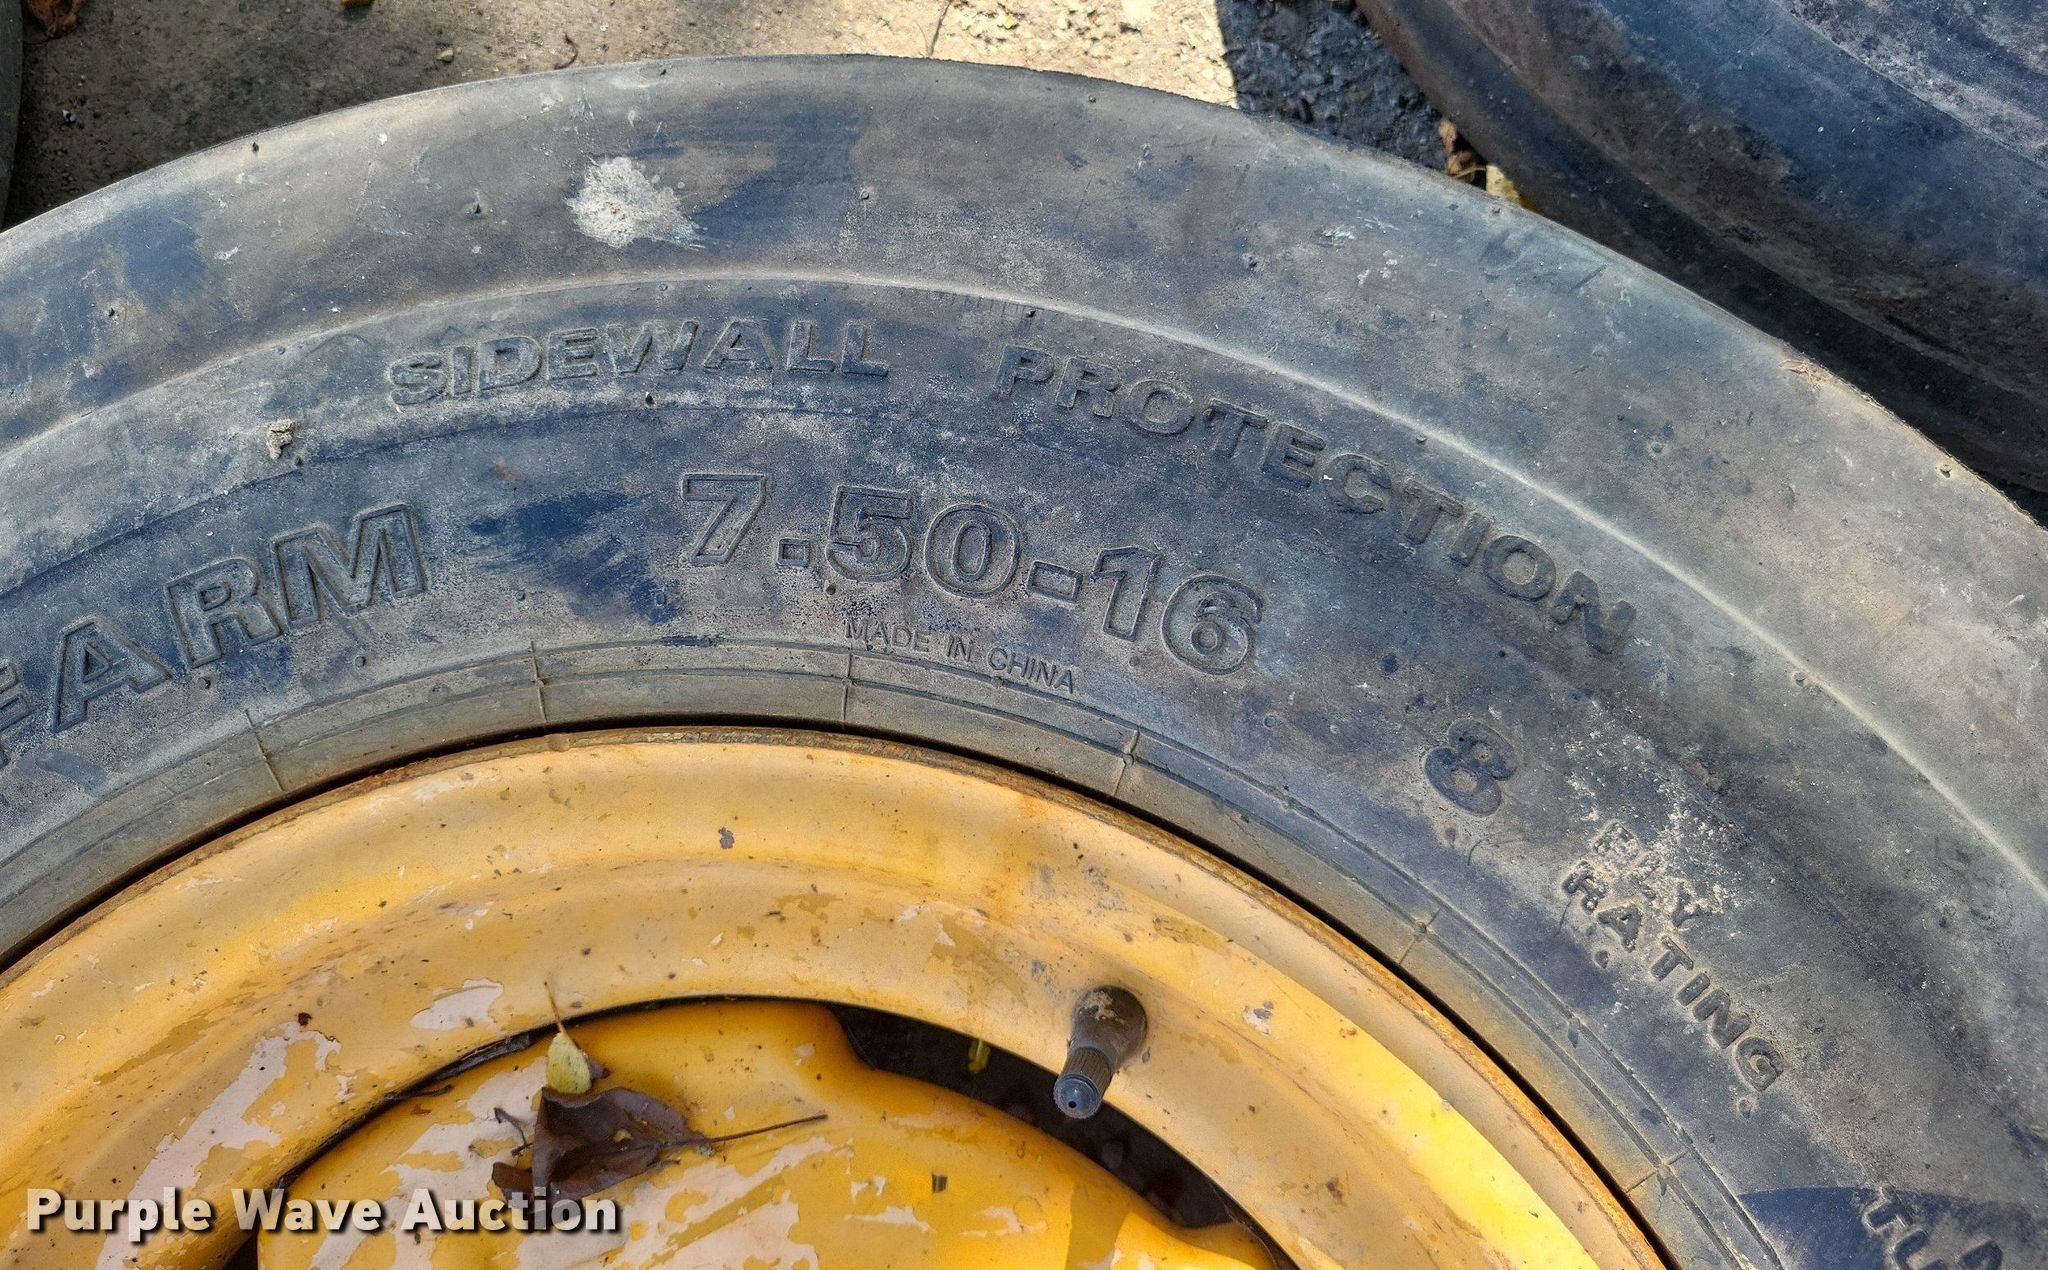 SIDEWALL PROTECTION
FARM 7.50-16
MADE IN CHINA
8 PLY
RATING
Purple Wave Auction